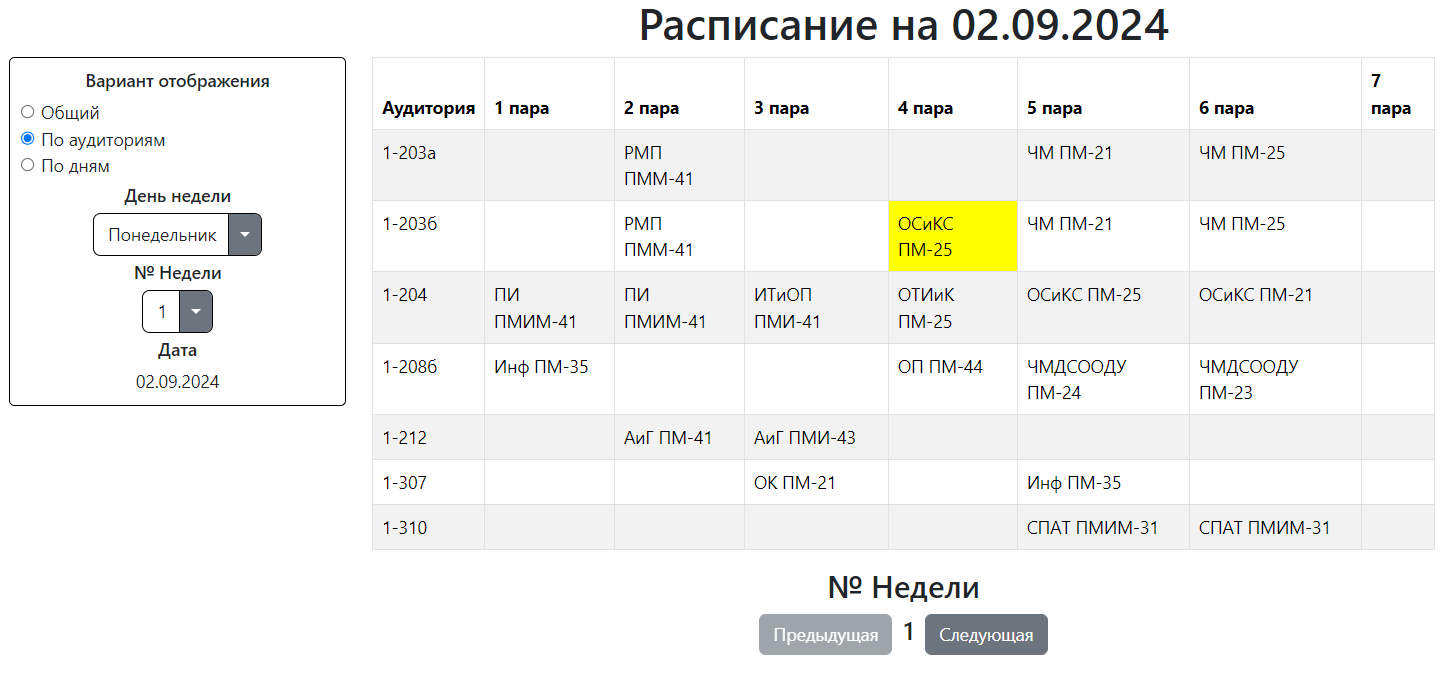 Расписание на 02.09.2024
Вариант отображения
Общий
По аудиториям
По дням
День недели
Понедельник
№ Недели
1
Дата
02.09.2024
Аудитория 1 пара 2 пара 3 пара 4 пара 5 пара 6 пара 7 пара
1-203а РМП ПММ-41 ЧМ ПМ-21 ЧМ ПМ-25
1-203б РМП ПММ-41 ОСиКС ПМ-25 ЧМ ПМ-21 ЧМ ПМ-25
1-204 ПИ ПМИМ-41 ПИ ПМИМ-41 ИТиОП ПМИ-41 ОТИиК ПМ-25 ОСиКС ПМ-25 ОСиКС ПМ-21
1-208б Инф ПМ-35 ОП ПМ-44 ЧМДСООДУ ПМ-24 ЧМДСООДУ ПМ-23
1-212 АиГ ПМ-41 АиГ ПМИ-43
1-307 ОК ПМ-21 Инф ПМ-35
1-310 СПАТ ПМИМ-31 СПАТ ПМИМ-31
№ Недели
Предыдущая 1 Следующая